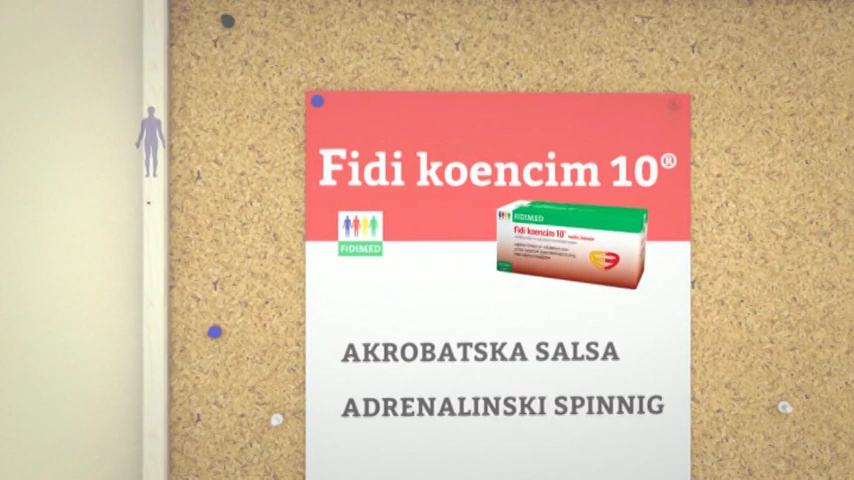 Fidi koencim 10®
FIDIMED
FIDIMED
Fidi koencim 10®
AKROBATSKA SALSA
ADRENALINSKI SPINNIG